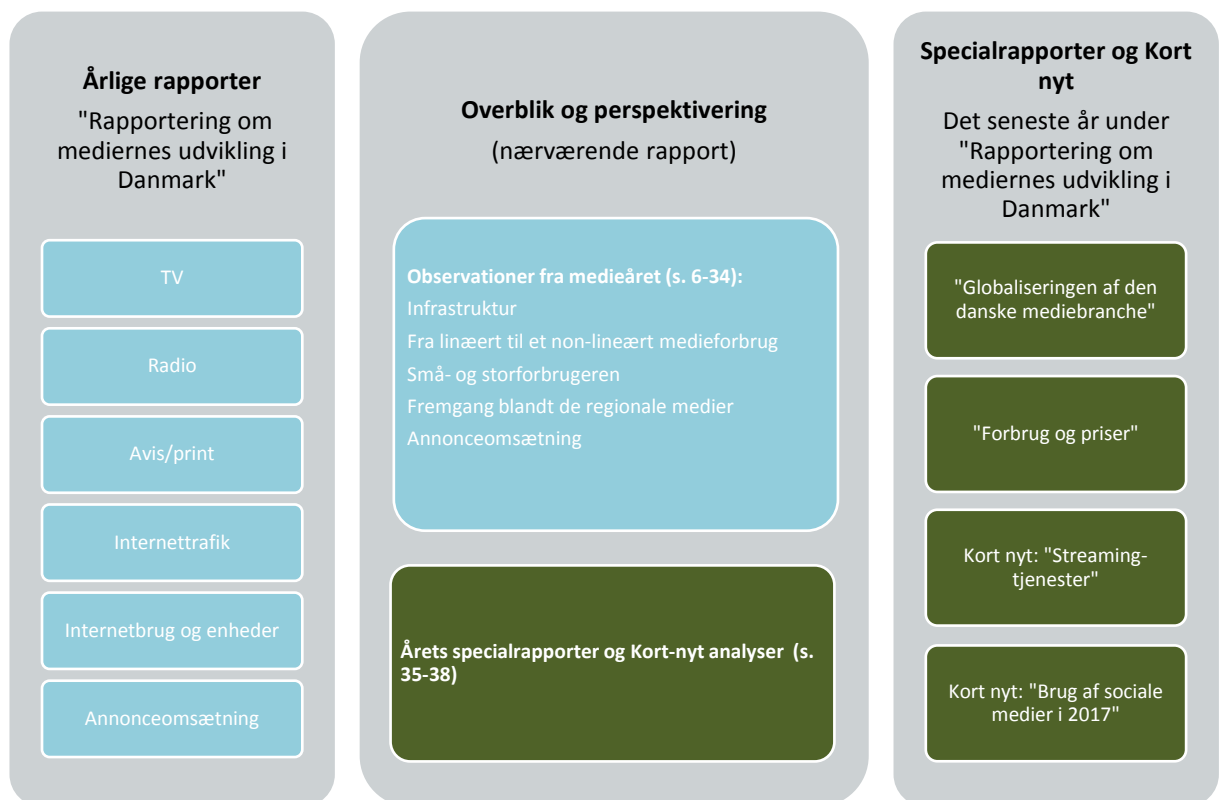 Årlige rapporter
"Rapportering om
mediernes udvikling i
Danmark"
TV
Radio
Avis/print
Internettrafik
Internetbrug og enheder
Annonceomsætning
Overblik og perspektivering
(nærværende rapport)
Observationer fra medieåret (s. 6-34):
Infrastruktur
Fra linæert til et non-lineært medieforbrug
Små- og storforbrugeren
Fremgang blandt de regionale medier
Annonceomsætning
Årets specialrapporter og Kort-nyt analyser (s.
35-38)
Specialrapporter og Kort
nyt
Det seneste år under
"Rapportering om
mediernes udvikling i
Danmark"
"Globaliseringen af den
danske mediebranche"
"Forbrug og priser"
Kort nyt: "Streaming-
tjenester"
Kort nyt: "Brug af sociale
medier i 2017"